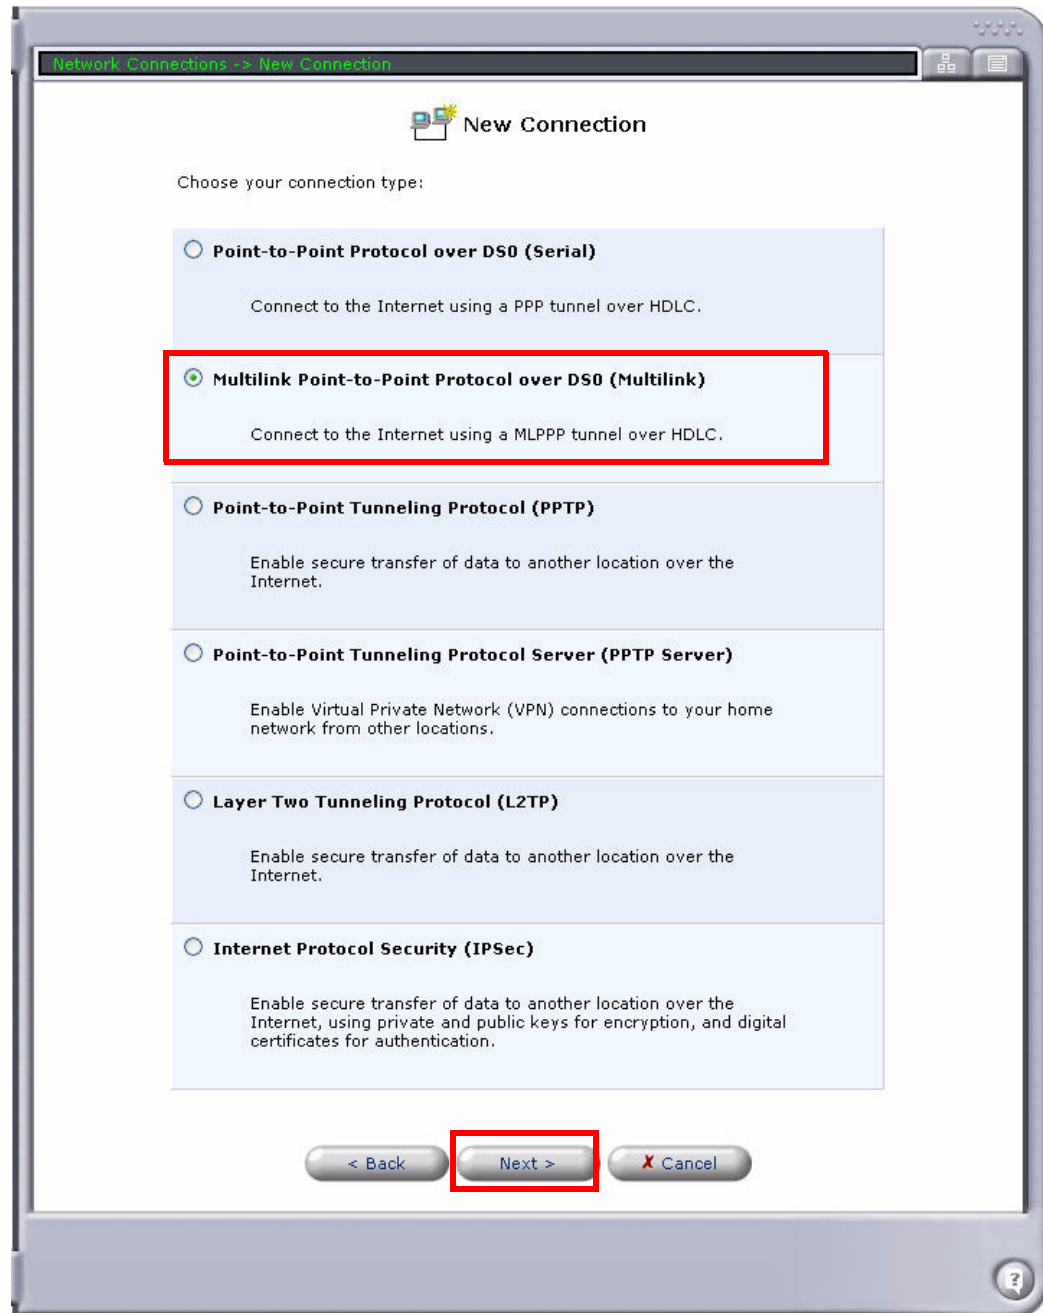 Network Connections -> New Connection
New Connection
Choose your connection type:
Point-to-Point Protocol over DS0 (Serial)
Connect to the Internet using a PPP tunnel over HDLC.
Multilink Point-to-Point Protocol over DS0 (Multilink)
Connect to the Internet using a MLPPP tunnel over HDLC.
Point-to-Point Tunneling Protocol (PPTP)
Enable secure transfer of data to another location over the
Internet.
Point-to-Point Tunneling Protocol Server (PPTP Server)
Enable Virtual Private Network (VPN) connections to your home
network from other locations.
Layer Two Tunneling Protocol (L2TP)
Enable secure transfer of data to another location over the
Internet.
Internet Protocol Security (IPSec)
Enable secure transfer of data to another location over the
Internet, using private and public keys for encryption, and digital
certificates for authentication.
< Back
Next >
✗ Cancel
?